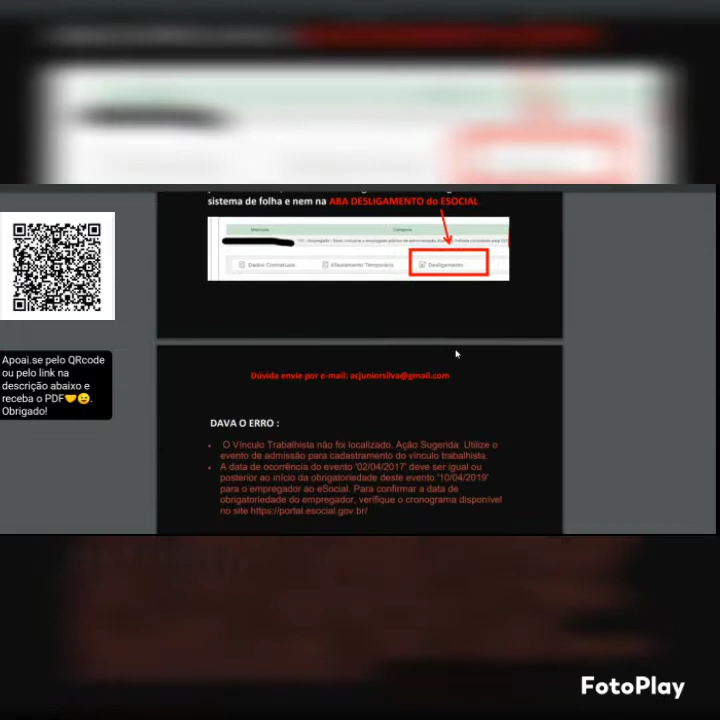 sistema de folha e nem na ABA DESLIGAMENTO do ESOCIAL
Matrícula
Categoria
Dados Contratuais
Afastamento Temporário
Desligamento
Apoai.se pelo QRcode
ou pelo link na
descrição abaixo e
receba o PDF🤝😉.
Obrigado!
Dúvida envie por e-mail: acjuniorsilva@gmail.com
DAVA O ERRO :
• O Vínculo Trabalhista não foi localizado. Ação Sugerida: Utilize o
evento de admissão para cadastramento do vínculo trabalhista.
• A data de ocorrência do evento '02/04/2017' deve ser igual ou
posterior ao início da obrigatoriedade deste evento '10/04/2019'
para o empregador ao eSocial. Para confirmar a data de
obrigatoriedade do empregador, verifique o cronograma disponível
no site https://portal.esocial.gov.br/
FotoPlay